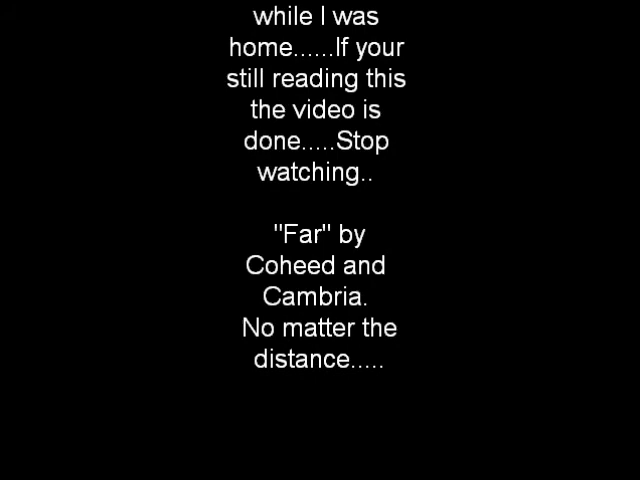 while I was
home......If your
still reading this
the video is
done.....Stop
watching..
"Far" by
Coheed and
Cambria.
No matter the
distance.....